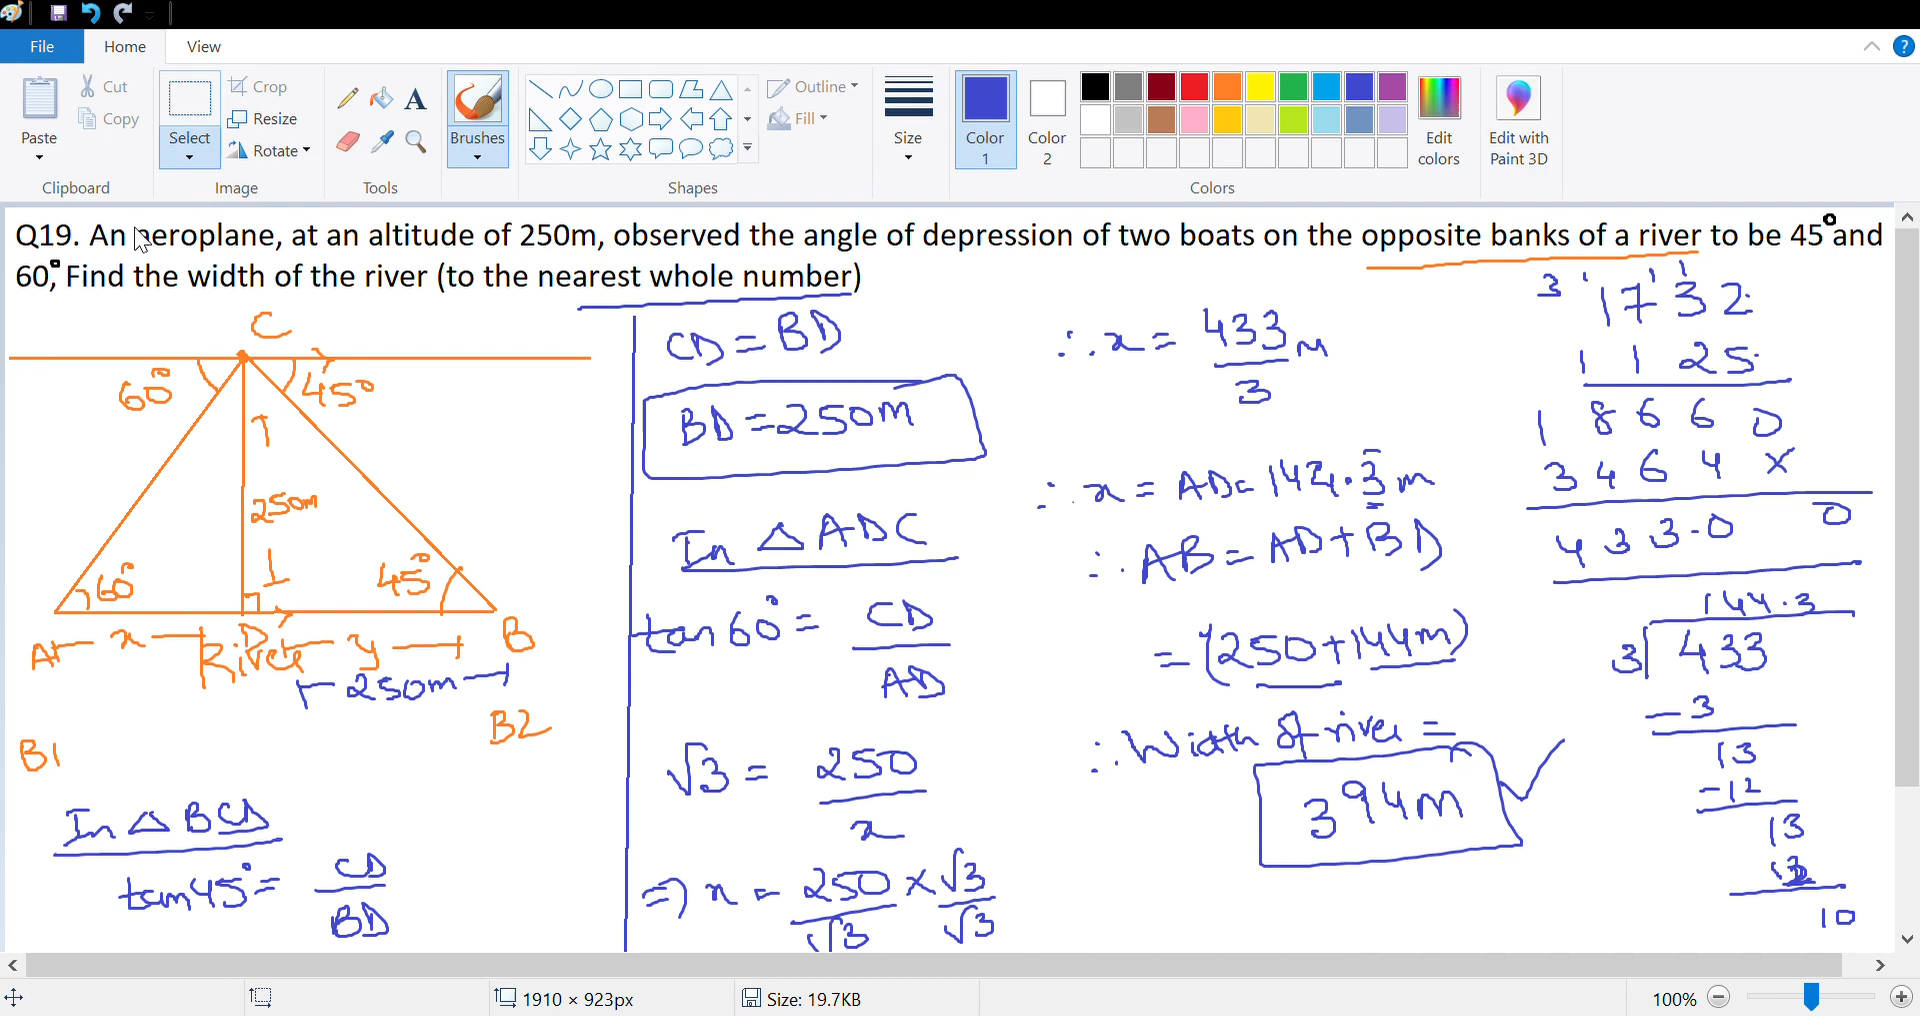 File Home View
Paste
Cut
Copy
Clipboard
Select
Crop
Resize
Rotate
Image
Tools
Brushes
Shapes
Outline
Fill
Size
Color 1
Color 2
Edit colors
Edit with Paint 3D
Colors
Q19. An aeroplane, at an altitude of 250m, observed the angle of depression of two boats on the opposite banks of a river to be 45° and
60°, Find the width of the river (to the nearest whole number)
C
60° 45°
250m
60° 45°
A x D y B
River
250m
B1 B2
In △ BCD
tan45° = CD
BD
CD = BD
BD = 250m
In △ ADC
tan60° = CD
AD
√3 = 250
x
=> x = 250 × √3
√3 √3
∴ x = 433 m
3
∴ x = AD = 144.3 m
∴ AB = AD + BD
= (250 + 144m)
∴ Width of river =
394m
3 1 1 1
1732
1125
18660
3464×
433.00
144.3
3 433
-3
13
-12
13
12
10
1910 × 923px
Size: 19.7KB
100%